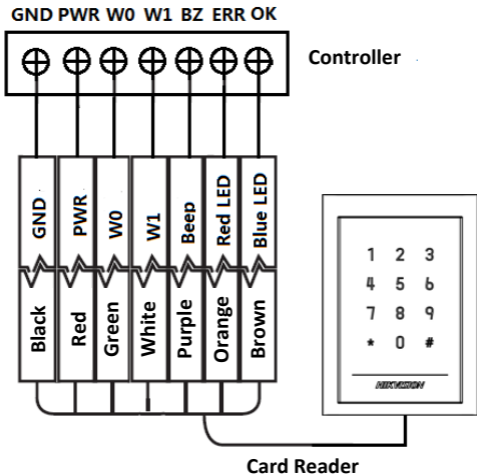 GND PWR W0 W1 BZ ERR OK
Controller
GND PWR W0 W1 Beep Red LED Blue LED
Black Red Green White Purple Orange Brown
1 2 3
4 5 6
7 8 9
* 0 #
HIKVISION
Card Reader